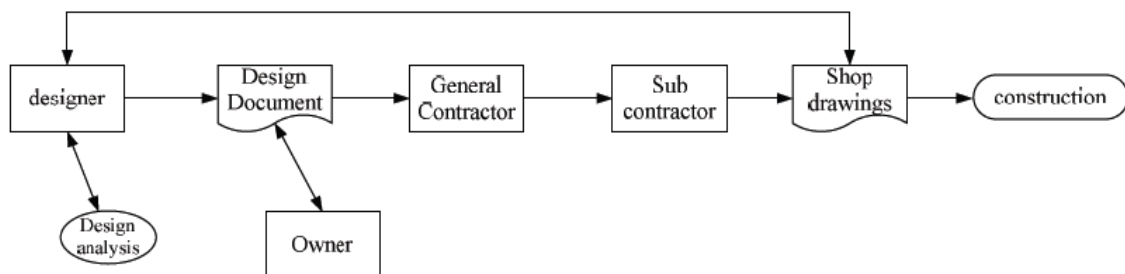 designer
Design
Document
General
Contractor
Sub
contractor
Shop
drawings
construction
Design
analysis
Owner